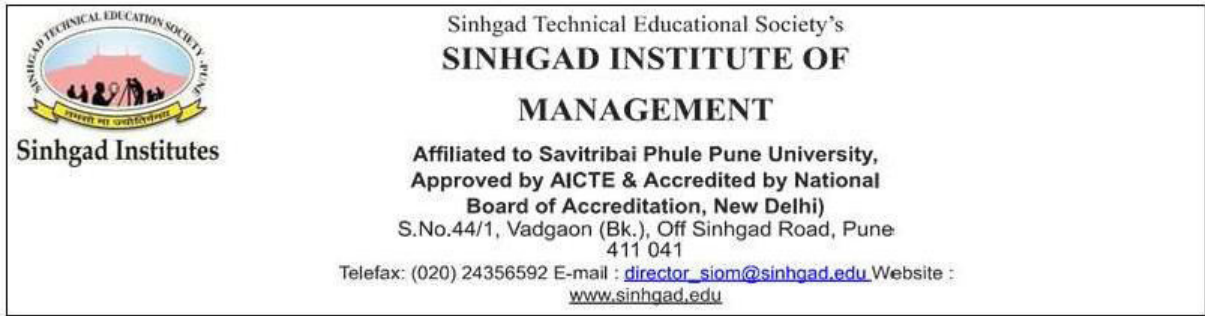 SINHGAD TECHNICAL EDUCATION SOCIETY - PUNE
तमसो मा ज्योतिर्गमय
Sinhgad Institutes
Sinhgad Technical Educational Society's
SINHGAD INSTITUTE OF
MANAGEMENT
Affiliated to Savitribai Phule Pune University,
Approved by AICTE & Accredited by National
Board of Accreditation, New Delhi)
S.No.44/1, Vadgaon (Bk.), Off Sinhgad Road, Pune
411 041
Telefax: (020) 24356592 E-mail : director_siom@sinhgad.edu Website :
www.sinhgad.edu